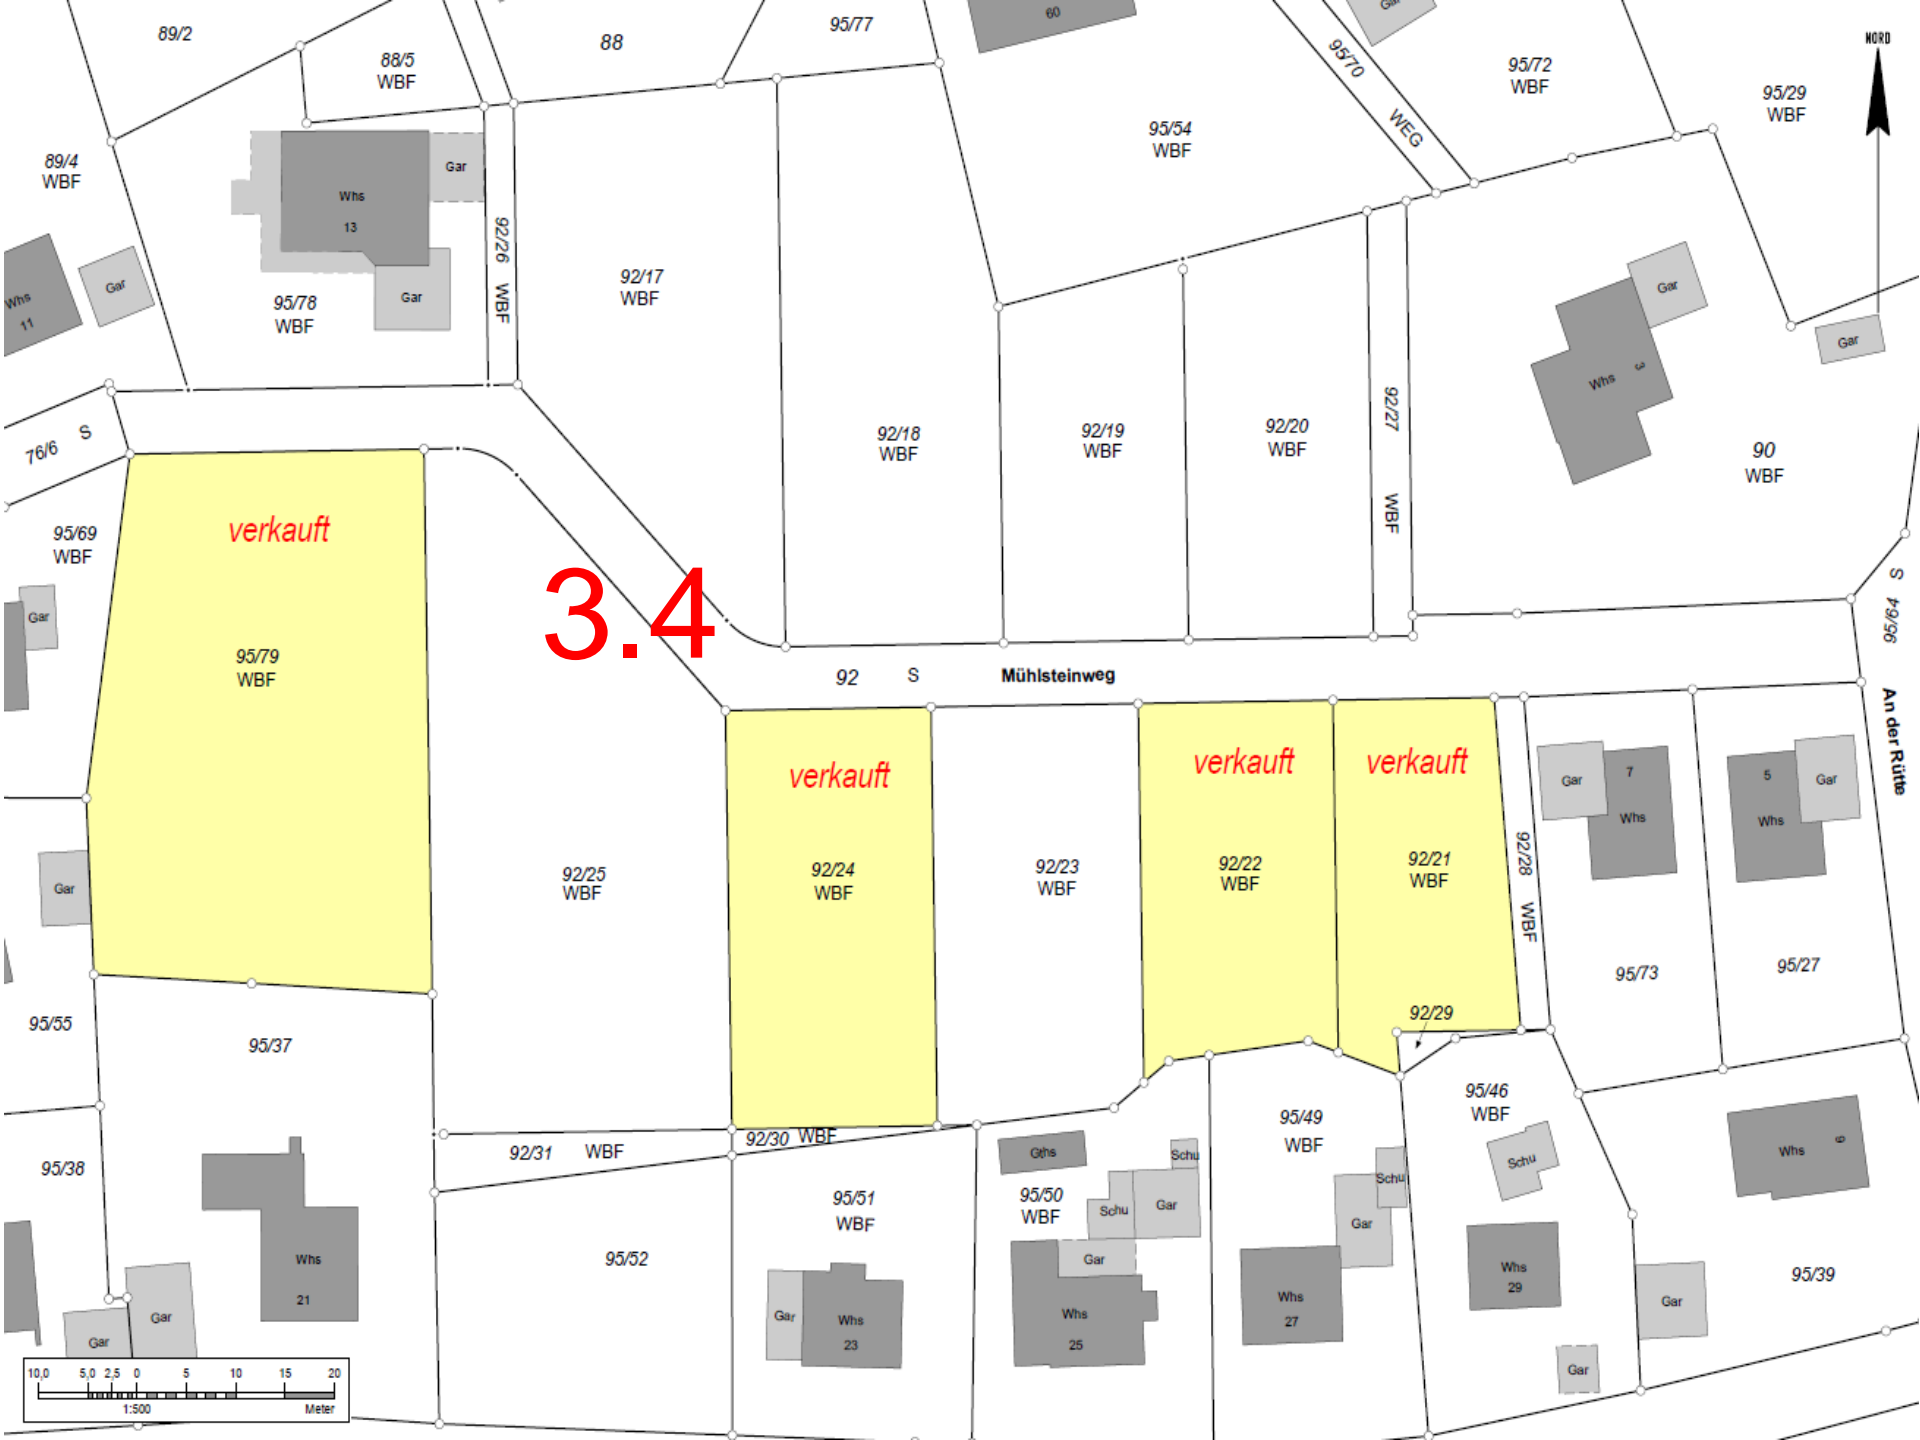 89/2
88/5
WBF
88
95/77
60
Gar
95/70
WEG
95/72
WBF
95/29
WBF
NORD
89/4
WBF
Whs
13
Gar
Gar
95/54
WBF
Whs
11
Gar
95/78
WBF
92/26
WBF
92/17
WBF
Gar
Whs
3
Gar
76/6 S
92/18
WBF
92/19
WBF
92/20
WBF
92/27
WBF
90
WBF
95/69
WBF
verkauft
3.4
Gar
95/79
WBF
92 S Mühlsteinweg
S
95/64
An der Rütte
verkauft
verkauft
verkauft
Gar
7
Whs
5
Whs
Gar
Gar
92/25
WBF
92/24
WBF
92/23
WBF
92/22
WBF
92/21
WBF
92/28
WBF
95/73
95/27
95/55
95/37
92/29
95/38
92/31 WBF
92/30 WBF
95/51
WBF
Gths
95/50
WBF
Schu
Schu
Gar
Gar
95/49
WBF
Schu
Gar
95/46
WBF
Schu
Whs
9
Whs
21
95/52
Gar
Whs
23
Whs
25
Whs
27
Whs
29
Gar
95/39
Gar
Gar
Gar
10,0 5,0 2,5 0 5 10 15 20
1:500 Meter